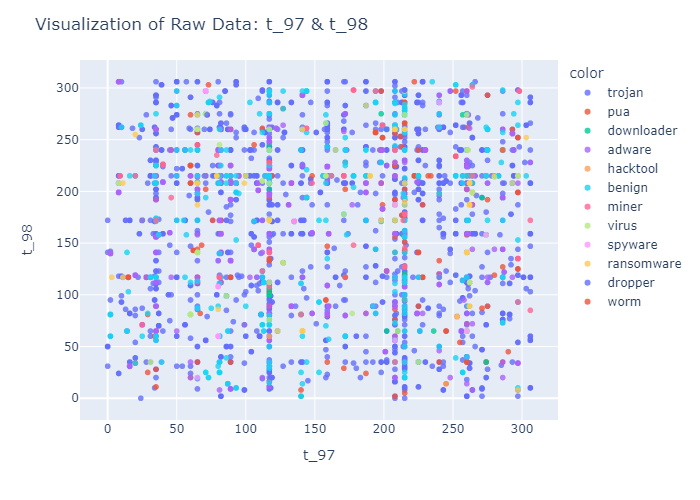 Visualization of Raw Data: t_97 & t_98
color
trojan
pua
downloader
adware
hacktool
benign
miner
virus
spyware
ransomware
dropper
worm
300
250
200
150
100
50
0
t_98
0 50 100 150 200 250 300
t_97